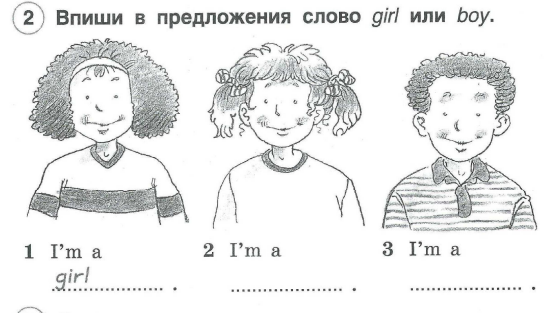 2 Впиши в предложения слово girl или boy.
1 I'm a 2 I'm a 3 I'm a
girl . . .